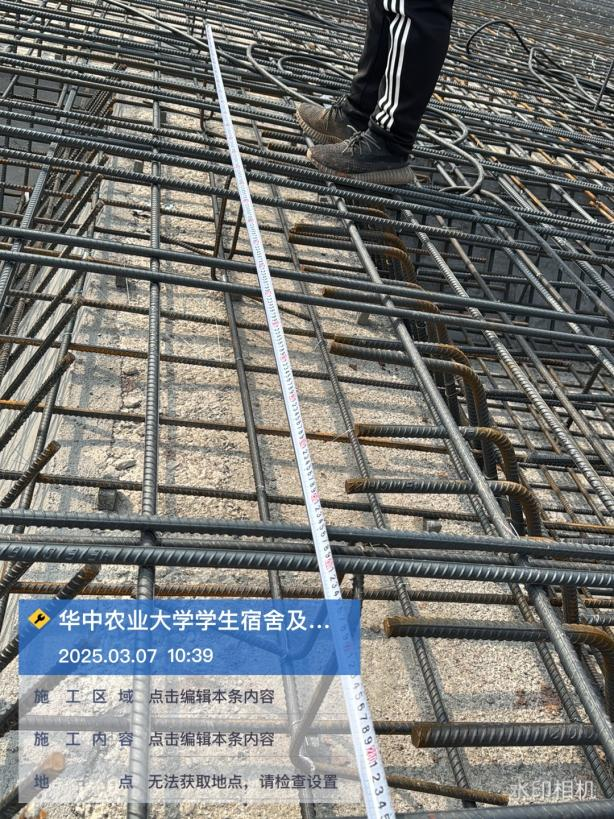 华中农业大学学生宿舍及...
2025.03.07 10:39
施工区域 点击编辑本条内容
施工内容 点击编辑本条内容
地点 无法获取地点，请检查设置
水印相机